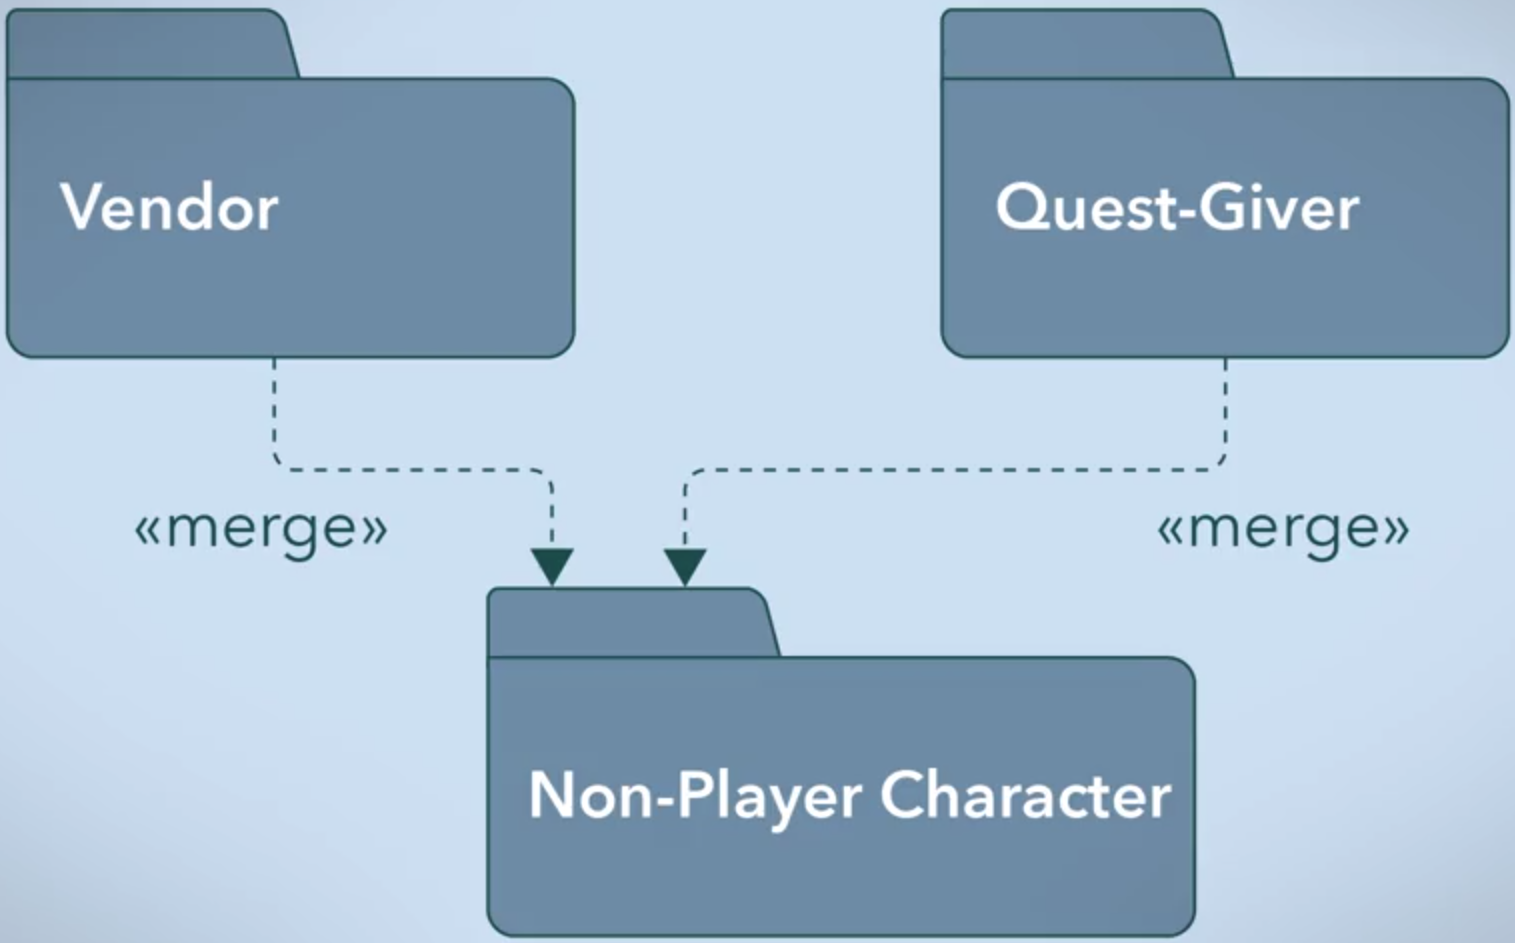 Vendor
Quest-Giver
«merge»
«merge»
Non-Player Character